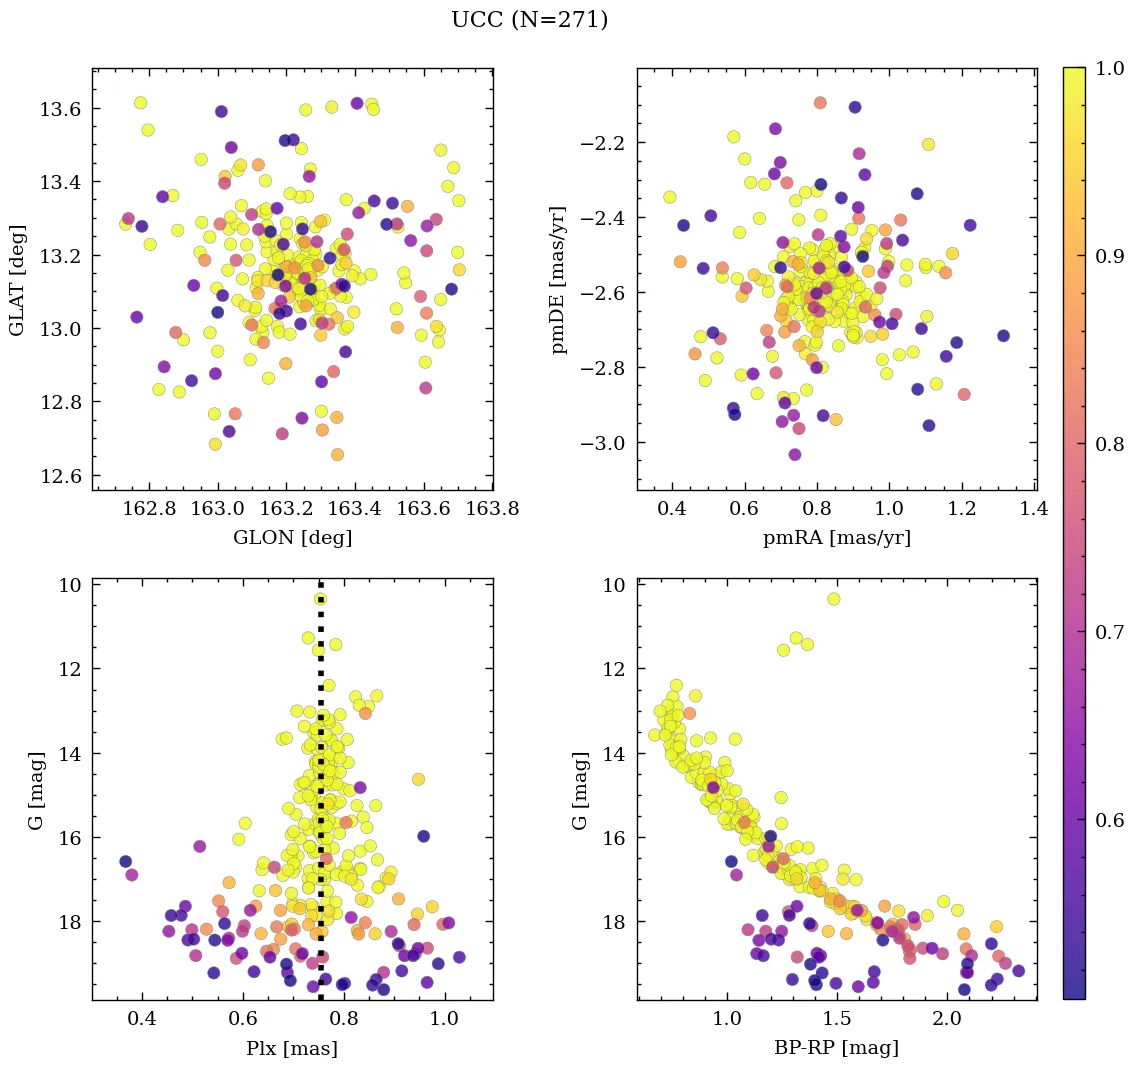 UCC (N=271)
13.6
13.4
13.2
13.0
12.8
12.6
GLAT [deg]
162.8 163.0 163.2 163.4 163.6 163.8
GLON [deg]
−2.2
−2.4
−2.6
−2.8
−3.0
pmDE [mas/yr]
0.4 0.6 0.8 1.0 1.2 1.4
pmRA [mas/yr]
10
12
14
16
18
G [mag]
0.4 0.6 0.8 1.0
Plx [mas]
G [mag]
10
12
14
16
18
1.0 1.5 2.0
BP-RP [mag]
1.0
0.9
0.8
0.7
0.6